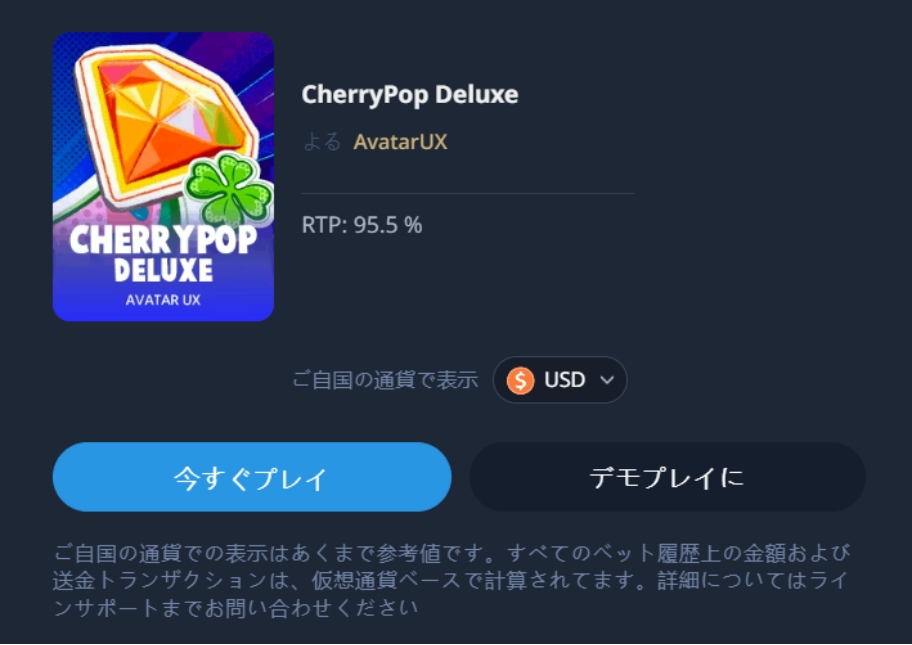 CherryPop Deluxe
よる AvatarUX
RTP: 95.5 %
CHERRYPOP
DELUXE
AVATAR UX
ご自国の通貨で表示 $ USD
今すぐプレイ
デモプレイに
ご自国の通貨での表示はあくまで参考値です。すべてのベット履歴上の金額および
送金トランザクションは、仮想通貨ベースで計算されてます。詳細についてはライ
ンサポートまでお問い合わせください